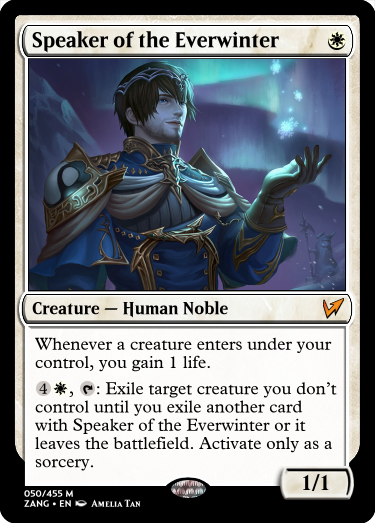 Speaker of the Everwinter
Creature — Human Noble
Whenever a creature enters under your
control, you gain 1 life.
4 , : Exile target creature you don't
control until you exile another card
with Speaker of the Everwinter or it
leaves the battlefield. Activate only as a
sorcery.
1/1
050/455 M
ZANG • EN Amelia Tan